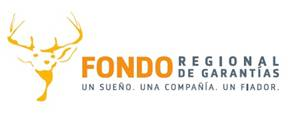 FONDO REGIONAL
DE GARANTÍAS
UN SUEÑO. UNA COMPAÑÍA. UN FIADOR.